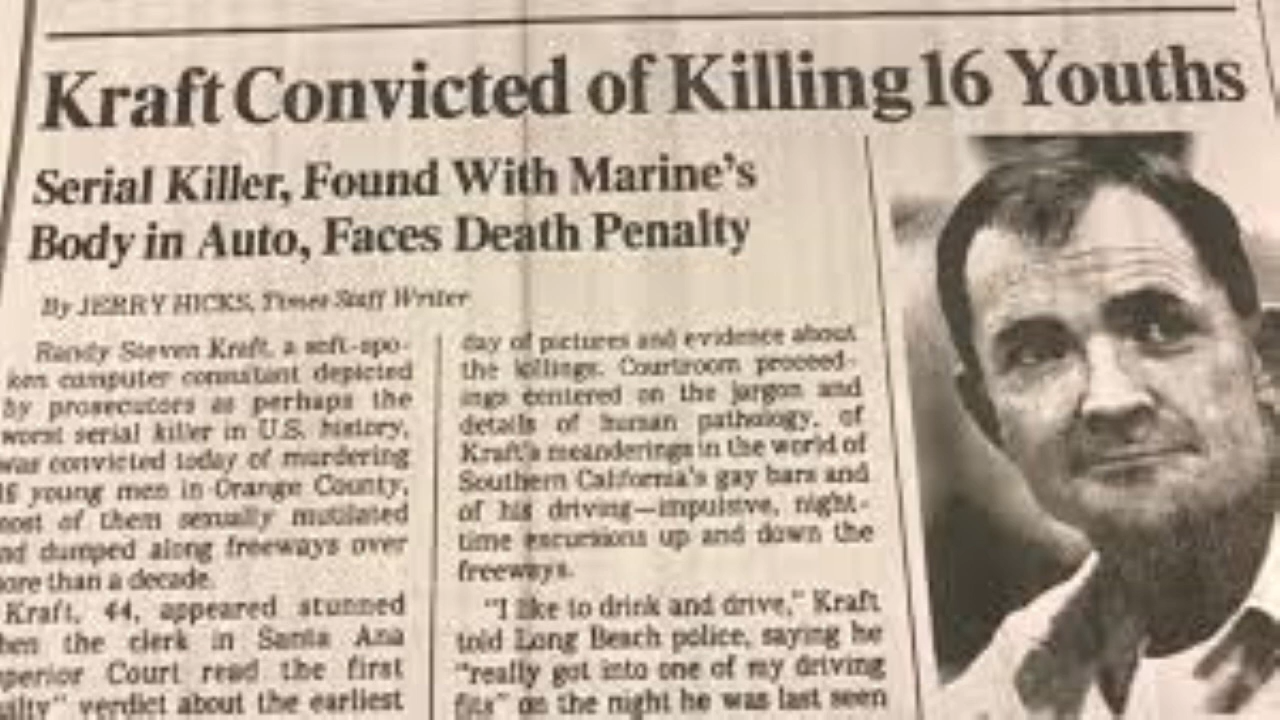 Kraft Convicted of Killing 16 Youths
Serial Killer, Found With Marine's
Body in Auto, Faces Death Penalty
By JERRY HICKS, Times Staff Writer
Randy Steven Kraft, a soft-spo-
ken computer consultant depicted
by prosecutors as perhaps the
worst serial killer in U.S. history,
was convicted today of murdering
16 young men in Orange County,
most of them sexually mutilated
nd dumped along freeways over
ore than a decade.
Kraft, 44, appeared stunned
hen the clerk in Santa Ana
perior Court read the first
alty" verdict about the earliest
day of pictures and evidence about
the killings. Courtroom proceed-
ings centered on the jargon and
details of human pathology, of
Kraft's meanderings in the world of
Southern California's gay bars and
of his driving—impulsive, night-
time excursions up and down the
freeways.
"I like to drink and drive," Kraft
told Long Beach police, saying he
"really got into one of my driving
fits" on the night he was last seen